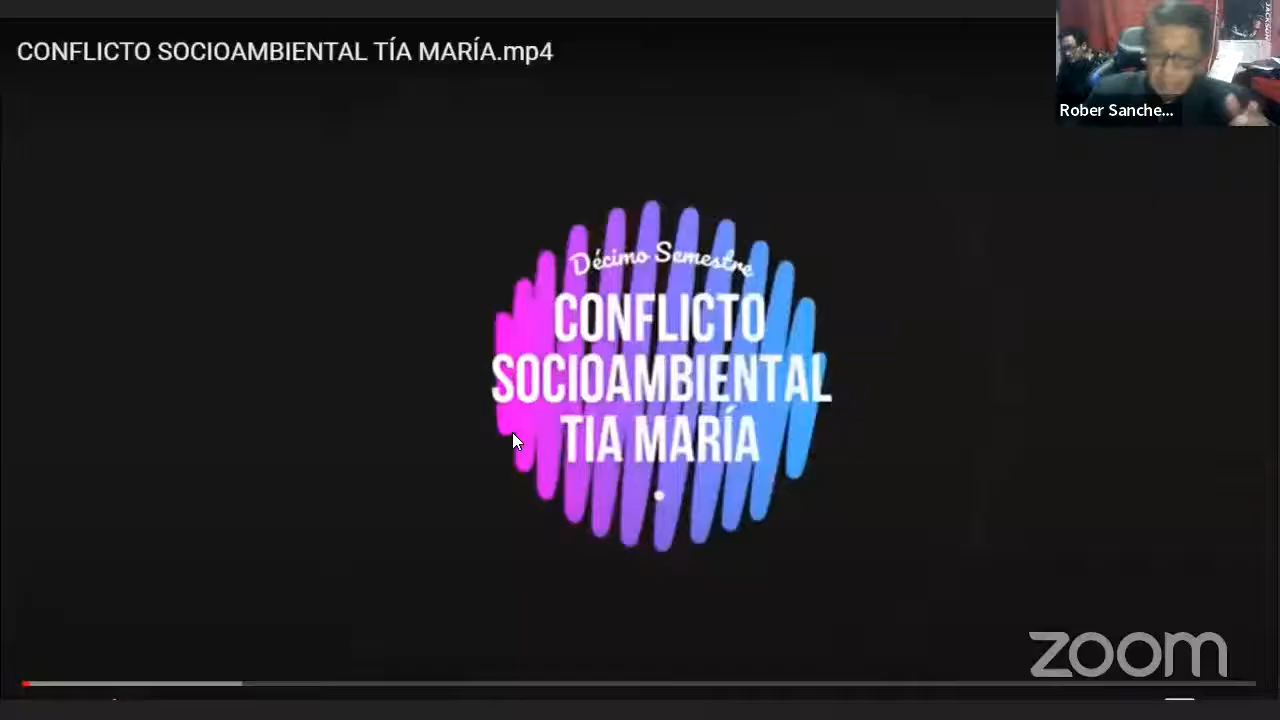 CONFLICTO SOCIOAMBIENTAL TÍA MARÍA.mp4
Rober Sanche...
Décimo Semestre
CONFLICTO
SOCIOAMBIENTAL
TIA MARÍA
zoom